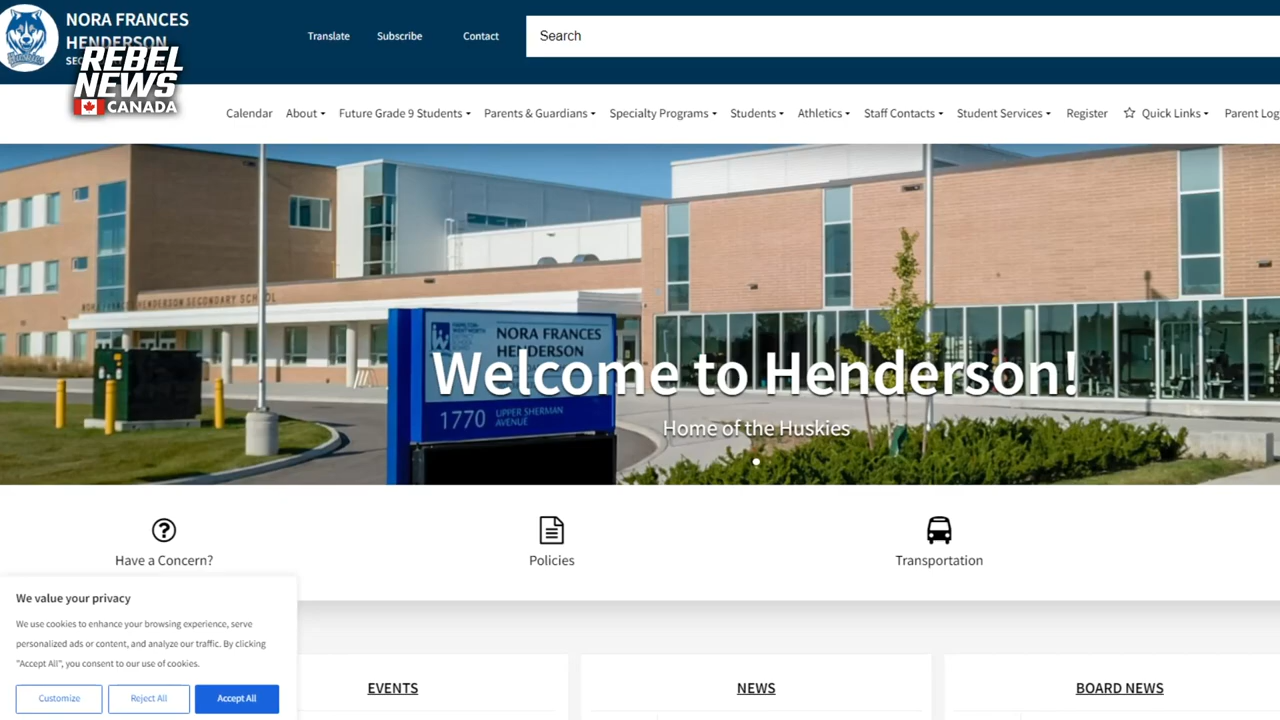 NORA FRANCES
HENDERSON
SEC
REBEL
NEWS
CANADA
Translate
Subscribe
Contact
Search
Calendar
About
Future Grade 9 Students
Parents & Guardians
Specialty Programs
Students
Athletics
Staff Contacts
Student Services
Register
Quick Links
Parent Log
NORA FRANCES HENDERSON SECONDARY SCHOOL
NORA FRANCES
HENDERSON
1770 UPPER SHERMAN
AVENUE
Welcome to Henderson!
Home of the Huskies
Have a Concern?
Policies
Transportation
We value your privacy
We use cookies to enhance your browsing experience, serve
personalized ads or content, and analyze our traffic. By clicking
"Accept All", you consent to our use of cookies.
Customize
Reject All
Accept All
EVENTS
NEWS
BOARD NEWS